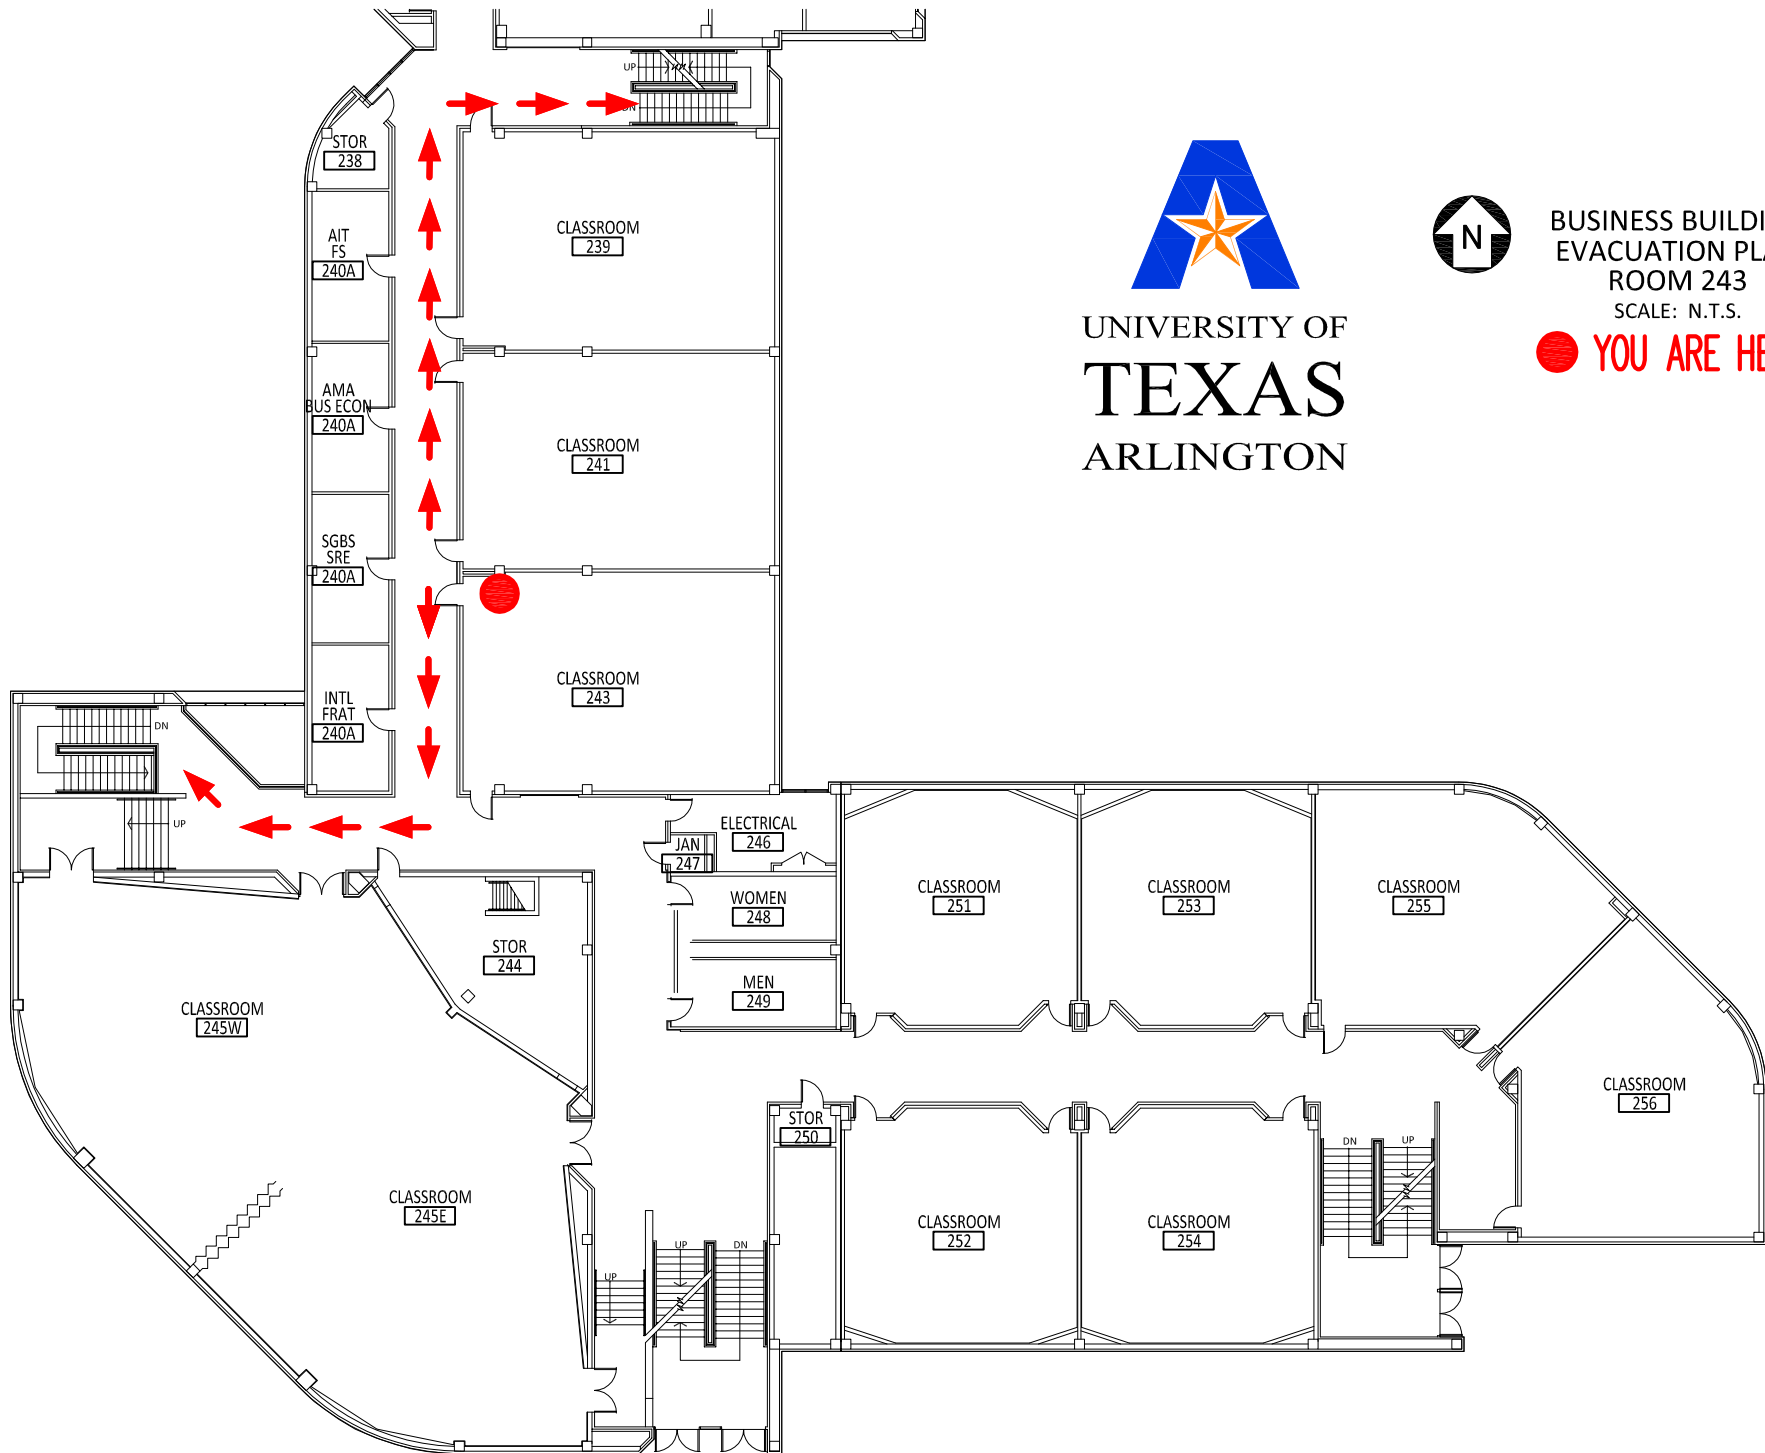 UP
DN
STOR
238
AIT
FS
240A
CLASSROOM
239
AMA
BUS ECON
240A
CLASSROOM
241
SGBS
SRE
240A
INTL
FRAT
240A
CLASSROOM
243
UNIVERSITY OF
TEXAS
ARLINGTON
N
BUSINESS BUILDI
EVACUATION PLA
ROOM 243
SCALE: N.T.S.
YOU ARE HE
DN
UP
ELECTRICAL
246
JAN
247
WOMEN
248
MEN
249
STOR
244
CLASSROOM
245W
CLASSROOM
245E
CLASSROOM
251
CLASSROOM
253
CLASSROOM
255
CLASSROOM
256
STOR
250
CLASSROOM
252
CLASSROOM
254
DN
UP
UP
UP
DN